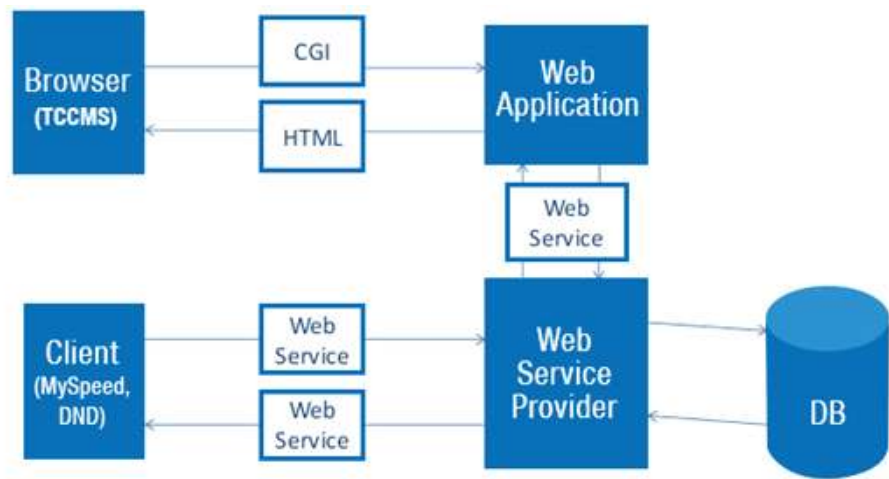 Browser
(TCCMS)
CGI
HTML
Web
Application
Web
Service
Client
(MySpeed,
DND)
Web
Service
Web
Service
Web
Service
Provider
DB